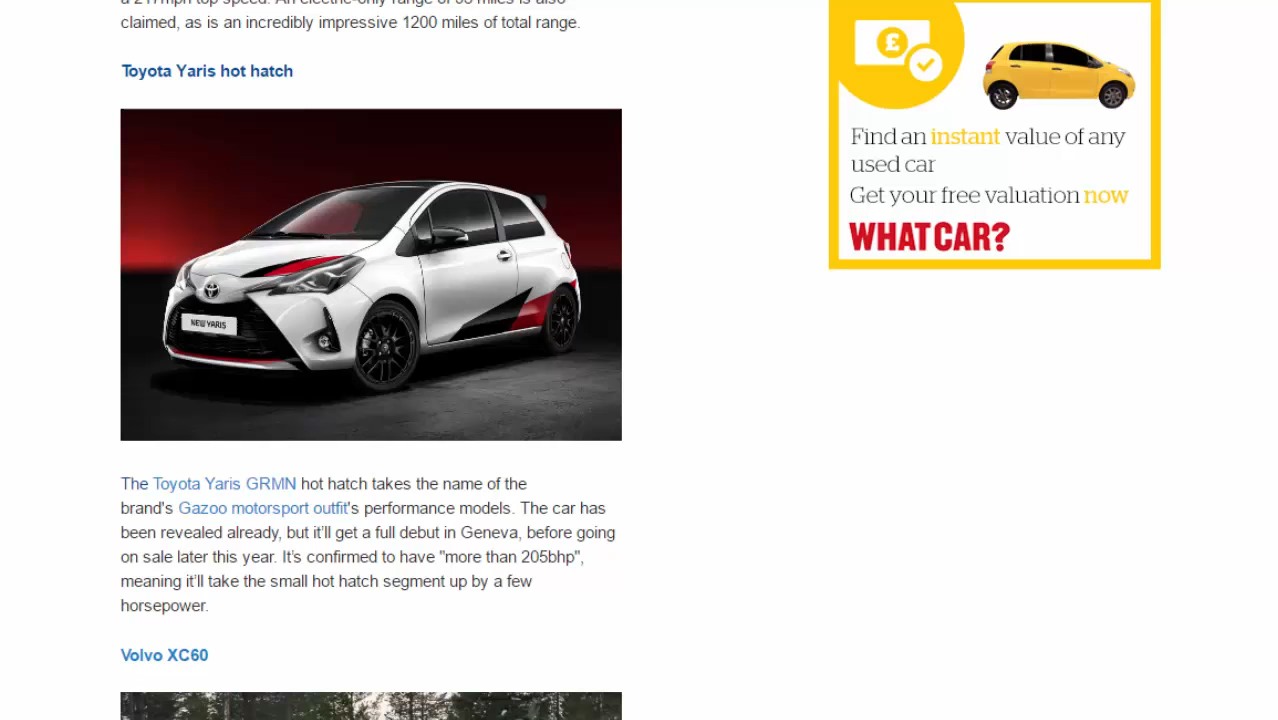 claimed, as is an incredibly impressive 1200 miles of total range.
Toyota Yaris hot hatch
NEW YARIS
The Toyota Yaris GRMN hot hatch takes the name of the
brand's Gazoo motorsport outfit's performance models. The car has
been revealed already, but it’ll get a full debut in Geneva, before going
on sale later this year. It’s confirmed to have "more than 205bhp",
meaning it’ll take the small hot hatch segment up by a few
horsepower.
Volvo XC60
£
Find an instant value of any
used car
Get your free valuation now
WHAT CAR?